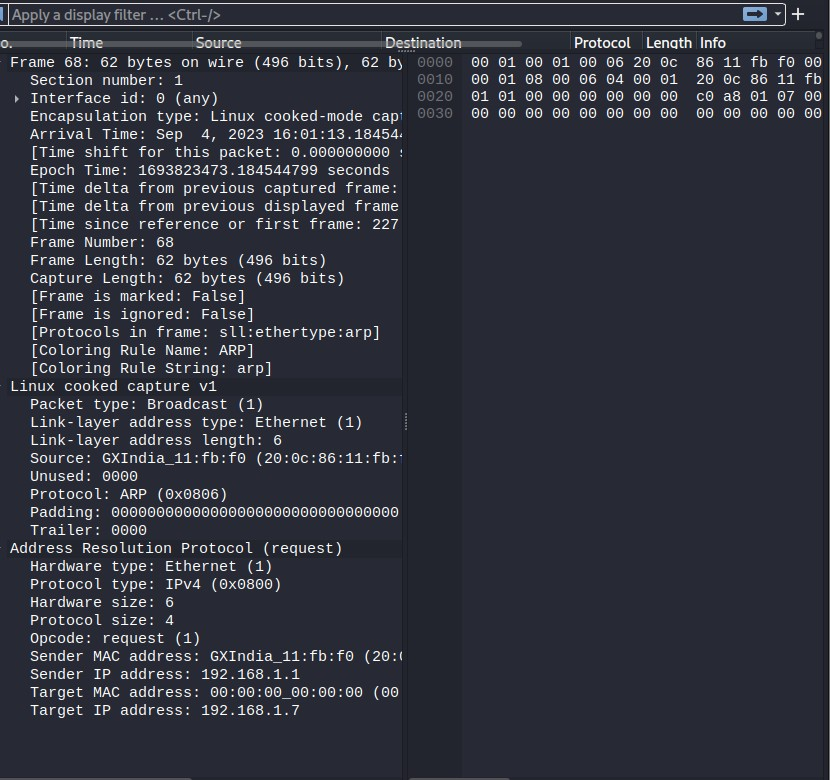 Apply a display filter … <Ctrl-/>
o. Time Source Destination Protocol Length Info
Frame 68: 62 bytes on wire (496 bits), 62 by
Section number: 1
Interface id: 0 (any)
Encapsulation type: Linux cooked-mode capt
Arrival Time: Sep  4, 2023 16:01:13.184544
[Time shift for this packet: 0.000000000 s
Epoch Time: 1693823473.184544799 seconds
[Time delta from previous captured frame:
[Time delta from previous displayed frame
[Time since reference or first frame: 227
Frame Number: 68
Frame Length: 62 bytes (496 bits)
Capture Length: 62 bytes (496 bits)
[Frame is marked: False]
[Frame is ignored: False]
[Protocols in frame: sll:ethertype:arp]
[Coloring Rule Name: ARP]
[Coloring Rule String: arp]
Linux cooked capture v1
Packet type: Broadcast (1)
Link-layer address type: Ethernet (1)
Link-layer address length: 6
Source: GXIndia_11:fb:f0 (20:0c:86:11:fb:f
Unused: 0000
Protocol: ARP (0x0806)
Padding: 00000000000000000000000000000000
Trailer: 0000
Address Resolution Protocol (request)
Hardware type: Ethernet (1)
Protocol type: IPv4 (0x0800)
Hardware size: 6
Protocol size: 4
Opcode: request (1)
Sender MAC address: GXIndia_11:fb:f0 (20:0
Sender IP address: 192.168.1.1
Target MAC address: 00:00:00_00:00:00 (00
Target IP address: 192.168.1.7
0000 00 01 00 01 00 06 20 0c 86 11 fb f0 00
0010 00 01 08 00 06 04 00 01 20 0c 86 11 fb
0020 01 01 00 00 00 00 00 00 c0 a8 01 07 00
0030 00 00 00 00 00 00 00 00 00 00 00 00 00